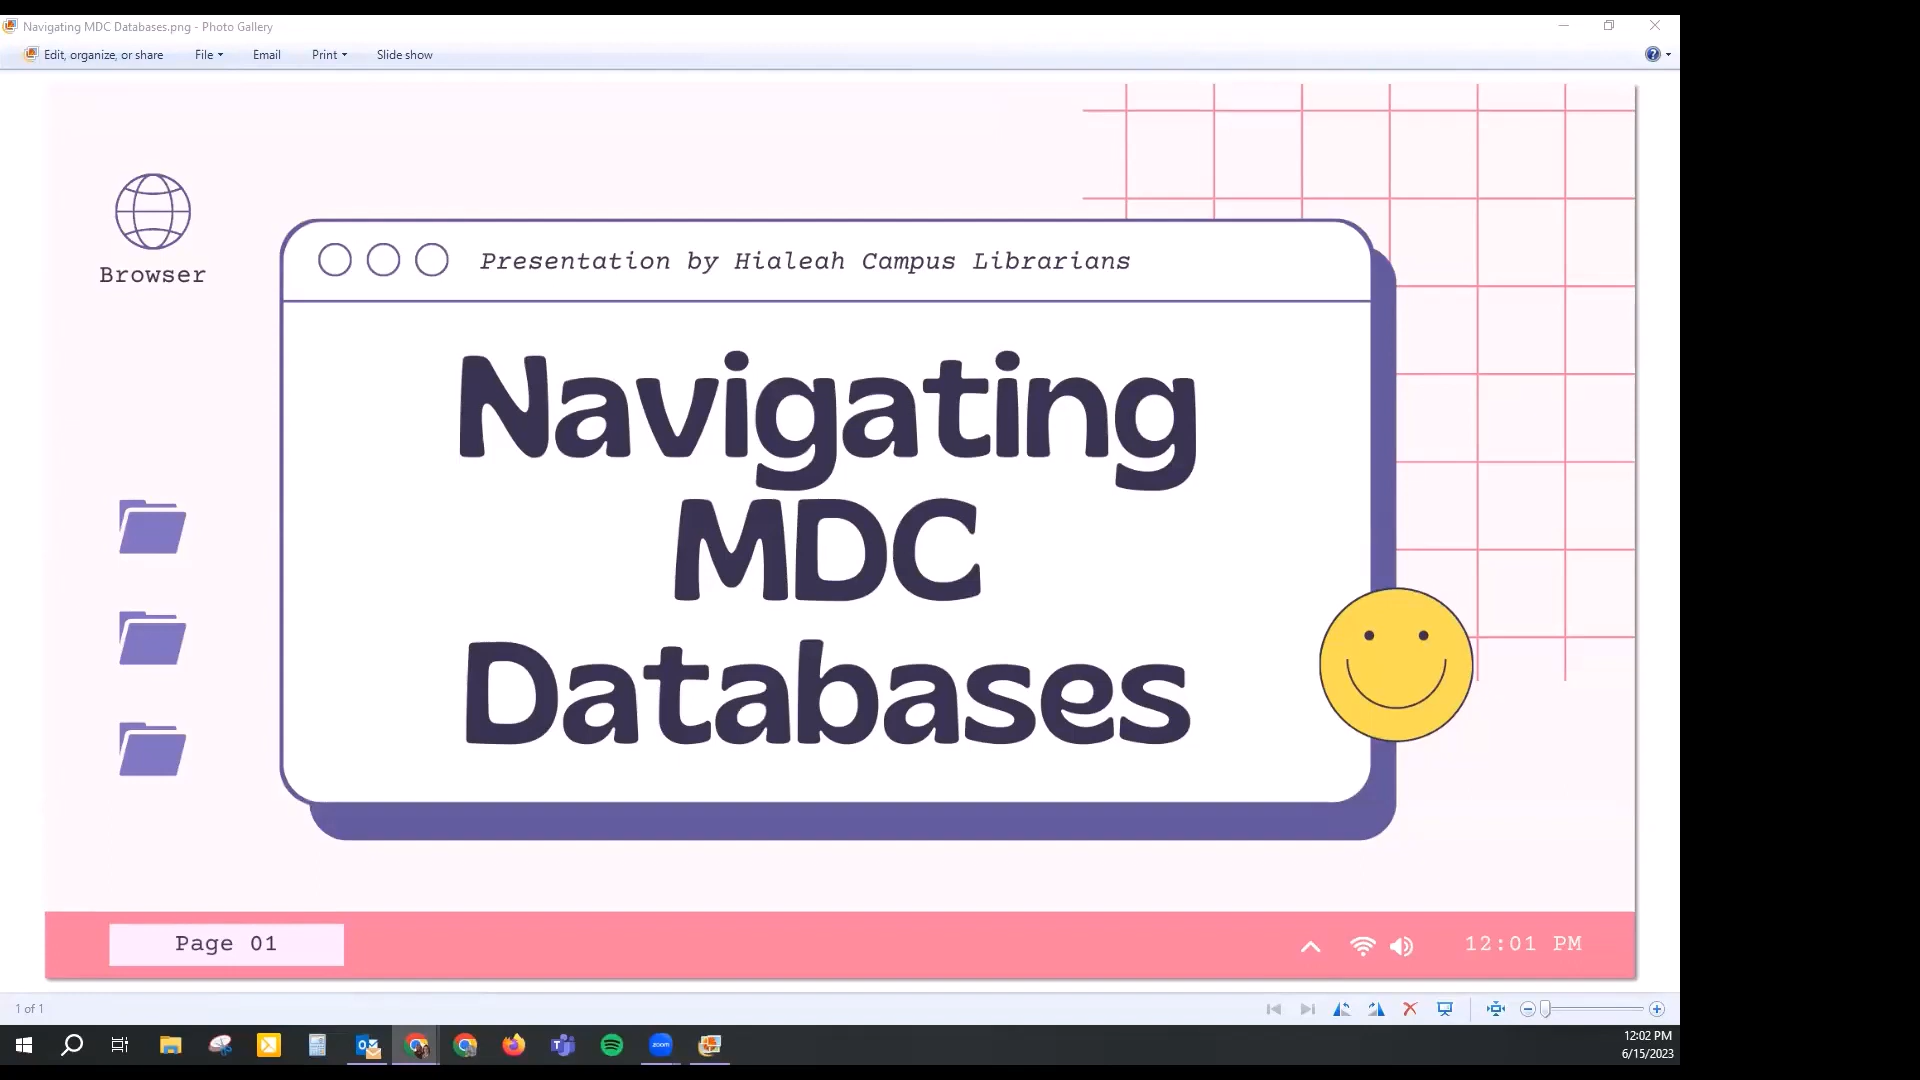 Navigating MDC Databases.png - Photo Gallery
Edit, organize, or share File Email Print Slide show
Browser
Presentation by Hialeah Campus Librarians
Navigating
MDC
Databases
Page 01
12:01 PM
1 of 1
zoom
12:02 PM
6/15/2023